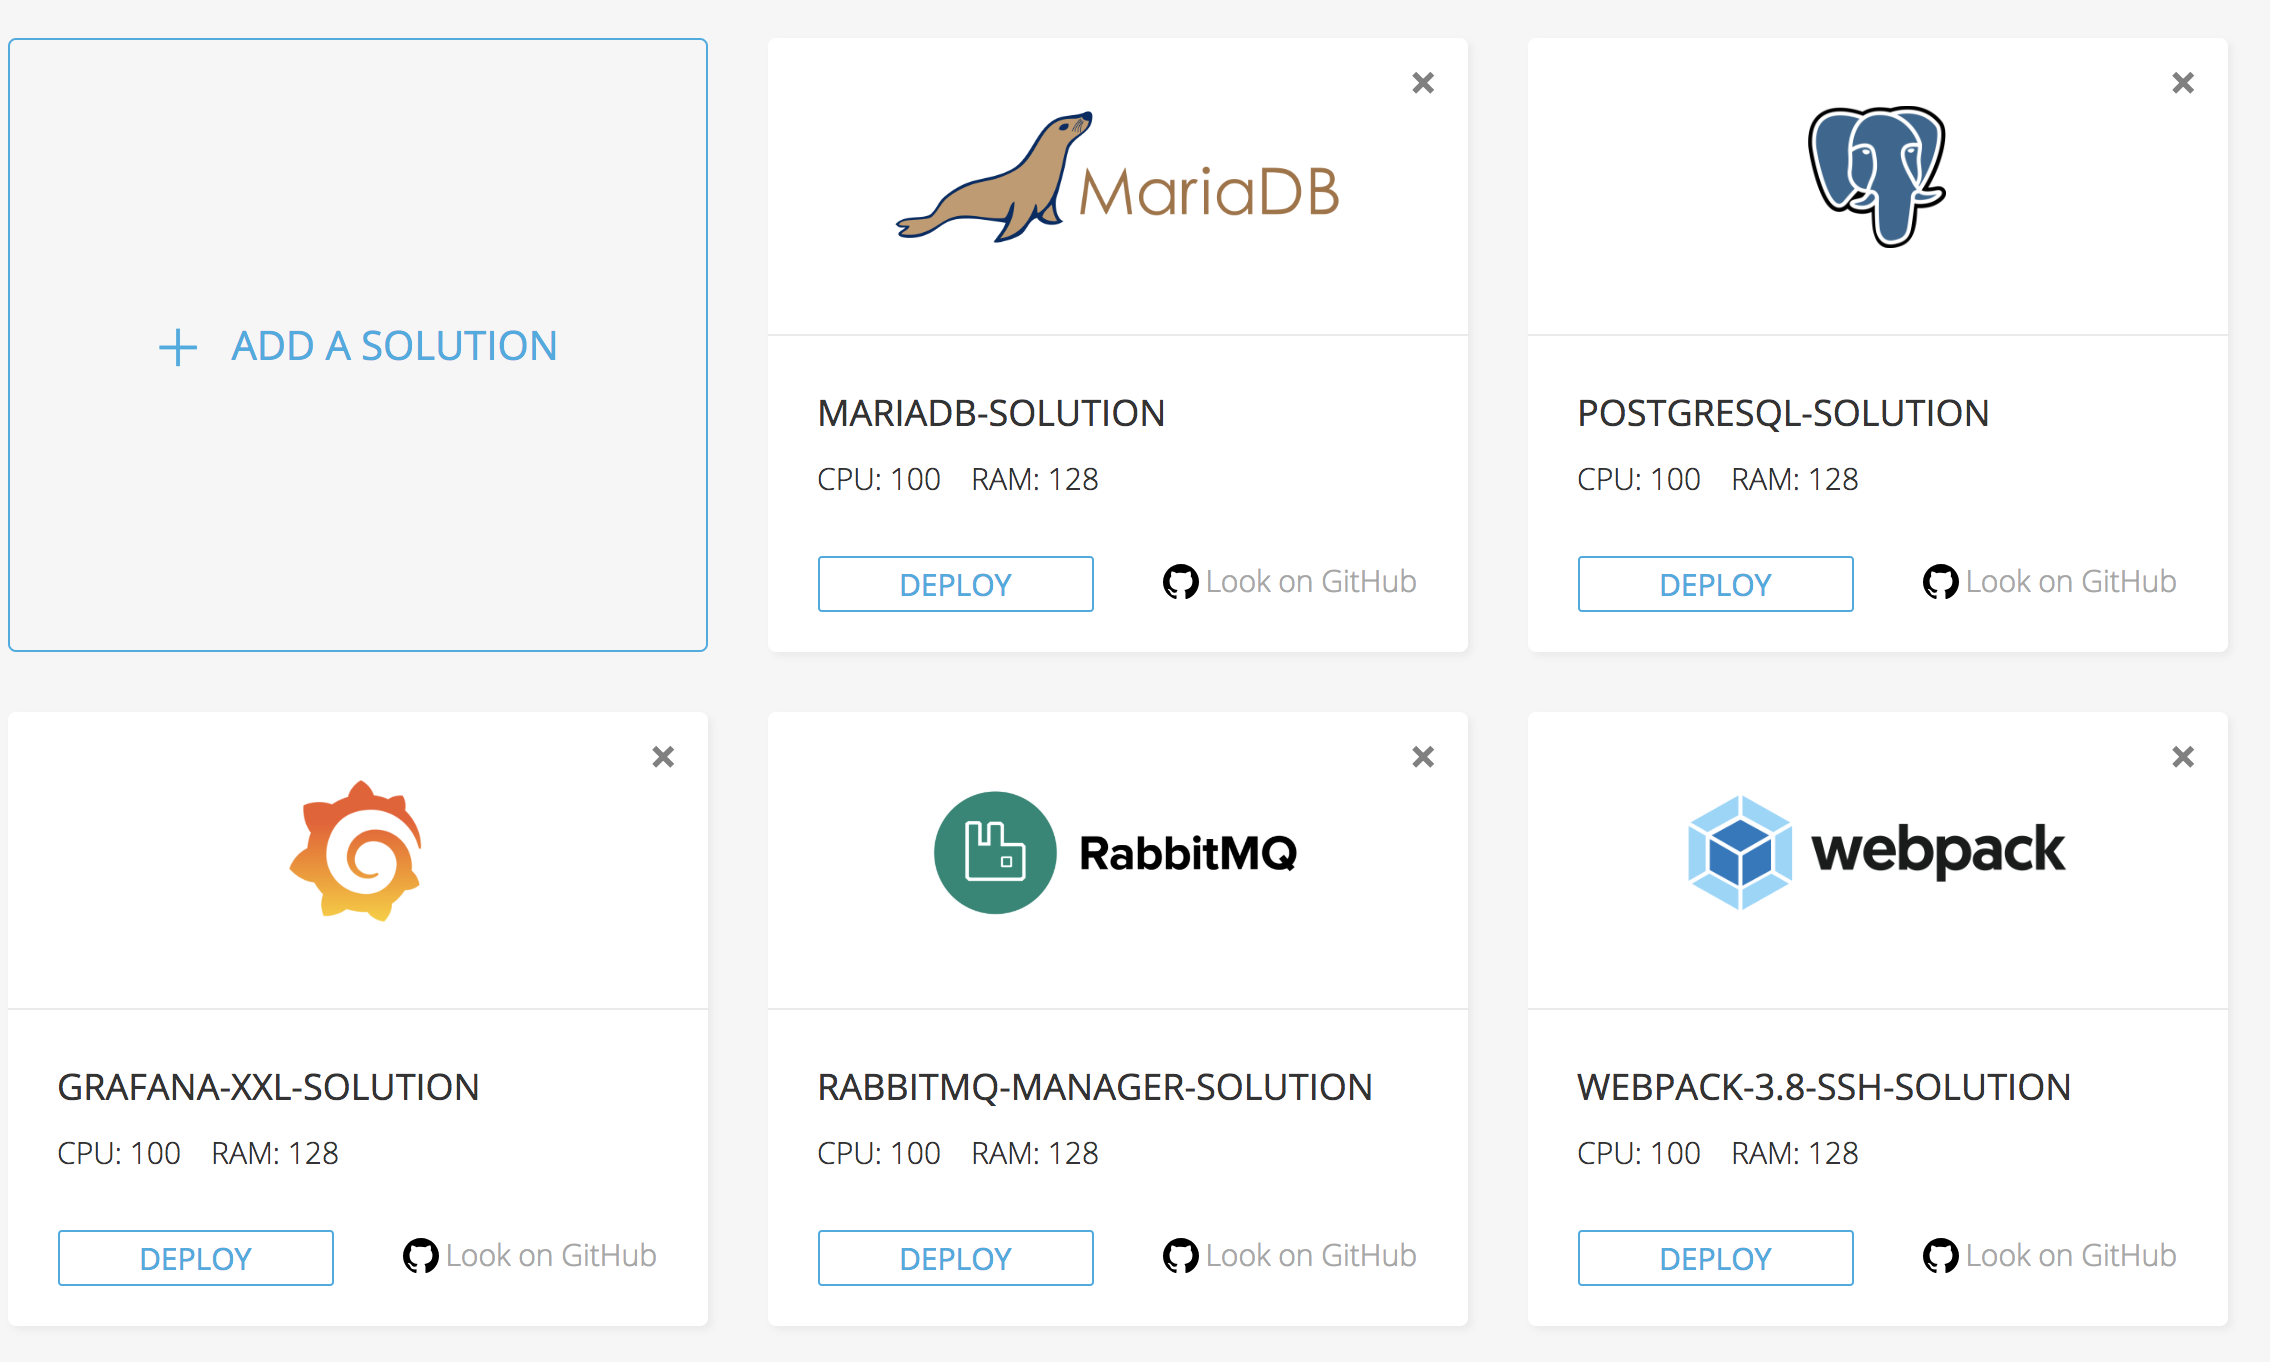 ADD A SOLUTION
MariaDB
MARIADB-SOLUTION
CPU: 100 RAM: 128
DEPLOY Look on GitHub
POSTGRESQL-SOLUTION
CPU: 100 RAM: 128
DEPLOY Look on GitHub
GRAFANA-XXL-SOLUTION
CPU: 100 RAM: 128
DEPLOY Look on GitHub
RabbitMQ
RABBITMQ-MANAGER-SOLUTION
CPU: 100 RAM: 128
DEPLOY Look on GitHub
webpack
WEBPACK-3.8-SSH-SOLUTION
CPU: 100 RAM: 128
DEPLOY Look on GitHub